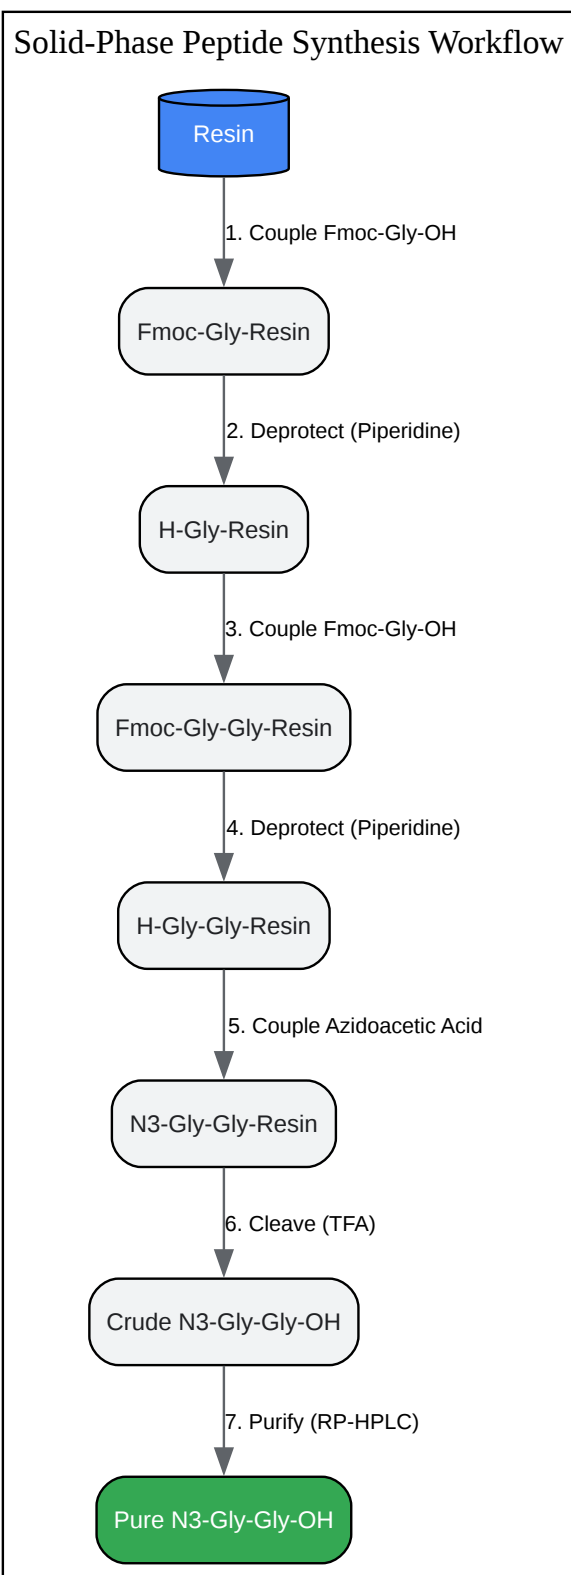 Solid-Phase Peptide Synthesis Workflow
Resin
1. Couple Fmoc-Gly-OH
Fmoc-Gly-Resin
2. Deprotect (Piperidine)
H-Gly-Resin
3. Couple Fmoc-Gly-OH
Fmoc-Gly-Gly-Resin
4. Deprotect (Piperidine)
H-Gly-Gly-Resin
5. Couple Azidoacetic Acid
N3-Gly-Gly-Resin
6. Cleave (TFA)
Crude N3-Gly-Gly-OH
7. Purify (RP-HPLC)
Pure N3-Gly-Gly-OH